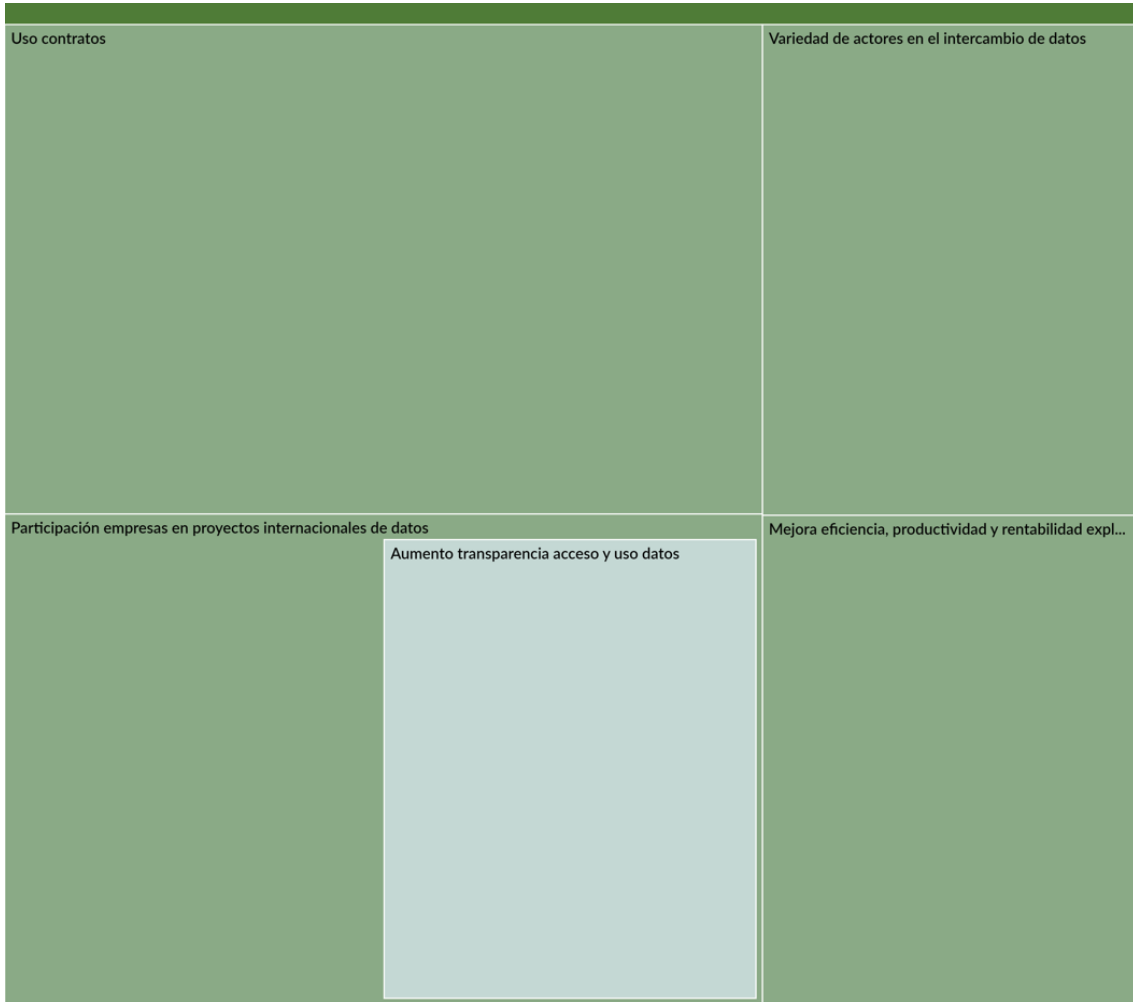 Uso contratos
Variedad de actores en el intercambio de datos
Participación empresas en proyectos internacionales de datos
Aumento transparencia acceso y uso datos
Mejora eficiencia, productividad y rentabilidad expl...